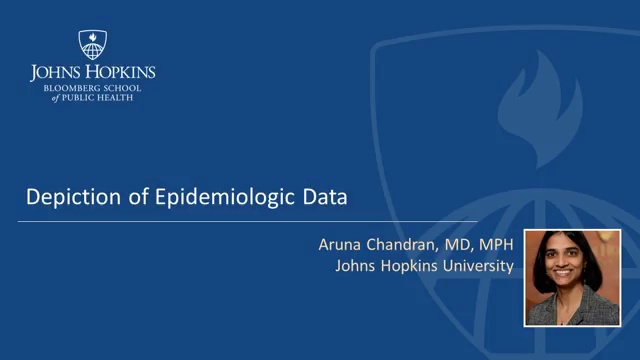 JOHNS HOPKINS
BLOOMBERG SCHOOL
of PUBLIC HEALTH
Depiction of Epidemiologic Data
Aruna Chandran, MD, MPH
Johns Hopkins University